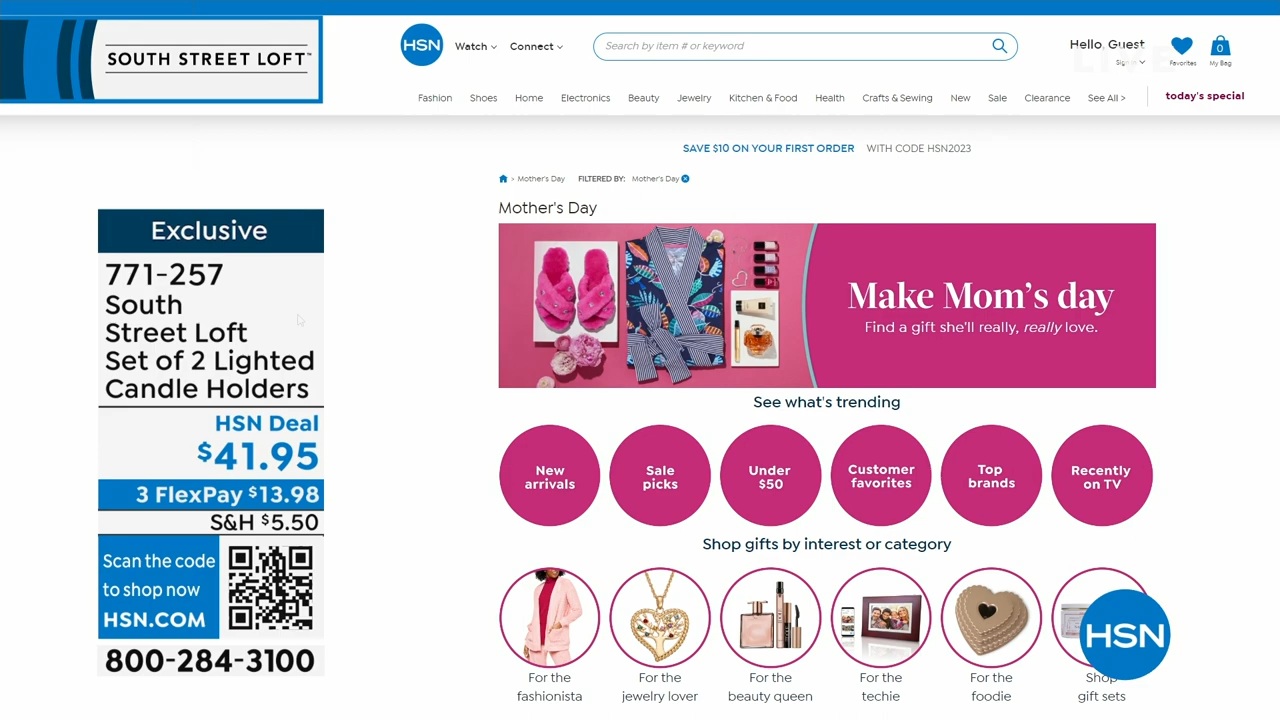 SOUTH STREET LOFT™
HSN
Watch
Connect
Search by item # or keyword
Hello, Guest
Sign In
Favorites
0
My Bag
LIVE
Fashion
Shoes
Home
Electronics
Beauty
Jewelry
Kitchen & Food
Health
Crafts & Sewing
New
Sale
Clearance
See All >
today's special
SAVE $10 ON YOUR FIRST ORDER WITH CODE HSN2023
> Mother's Day FILTERED BY: Mother's Day
Mother's Day
Make Mom's day
Find a gift she'll really, really love.
See what's trending
New
arrivals
Sale
picks
Under
$50
Customer
favorites
Top
brands
Recently
on TV
Shop gifts by interest or category
For the
fashionista
For the
jewelry lover
For the
beauty queen
For the
techie
For the
foodie
Shop
gift sets
HSN
Exclusive
771-257
South
Street Loft
Set of 2 Lighted
Candle Holders
HSN Deal
$41.95
3 FlexPay $13.98
S&H $5.50
Scan the code
to shop now
HSN.COM
800-284-3100